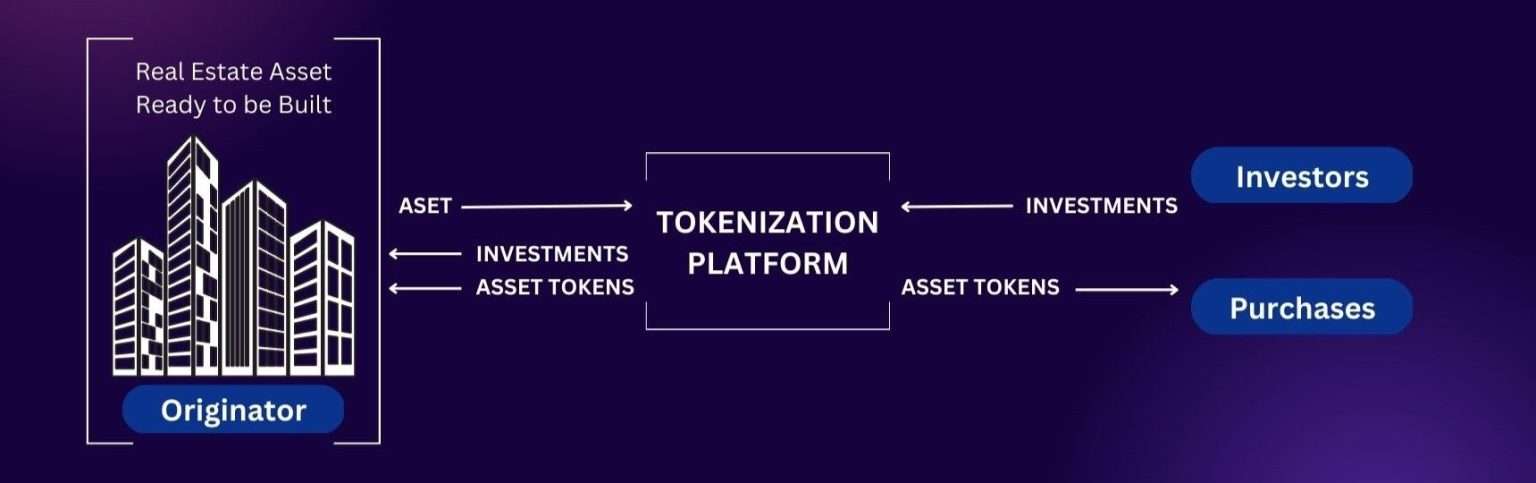 Real Estate Asset
Ready to be Built
Originator
ASET
INVESTMENTS
ASSET TOKENS
TOKENIZATION
PLATFORM
INVESTMENTS
ASSET TOKENS
Investors
Purchases